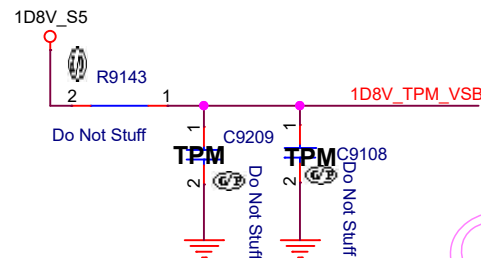 1D8V_S5
R9143
2
1
1D8V_TPM_VSB
Do Not Stuff
1
C9209
TPM
2
G/P
Do Not Stuff
1
C9108
TPM
2
G/P
Do Not Stuff